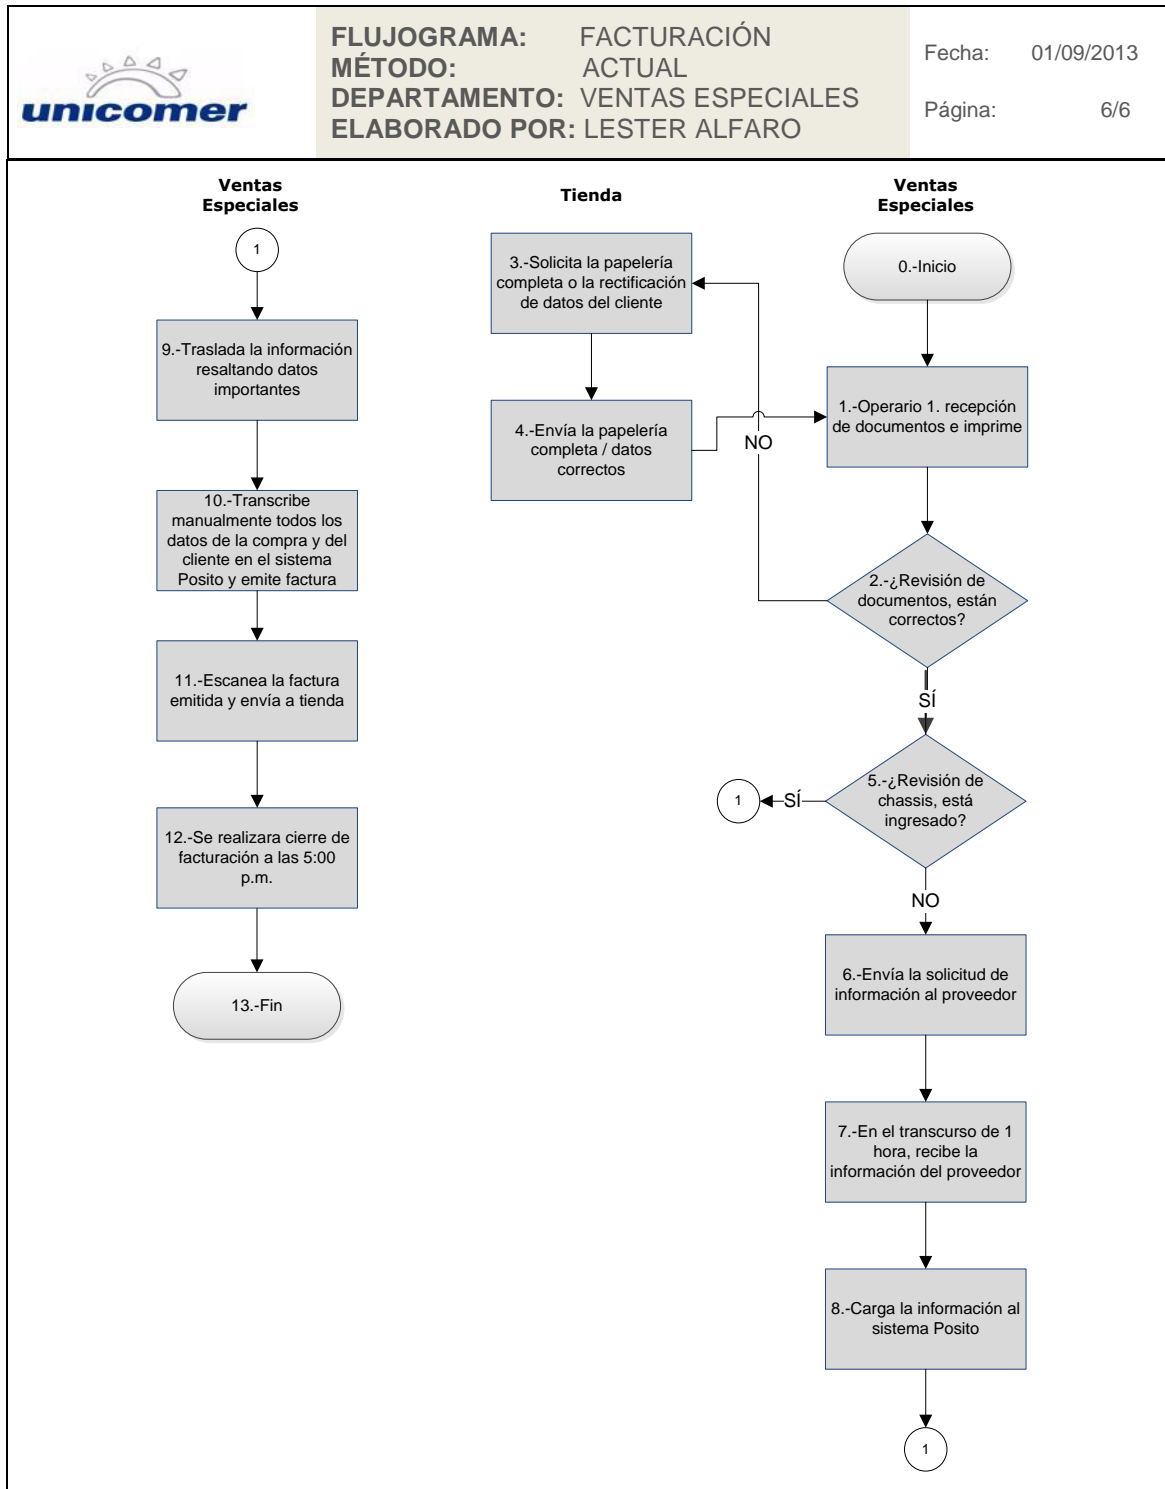 unicomer
FLUJOGRAMA: FACTURACIÓN
MÉTODO: ACTUAL
DEPARTAMENTO: VENTAS ESPECIALES
ELABORADO POR: LESTER ALFARO
Fecha: 01/09/2013
Página: 6/6
Ventas
Especiales
1
9.-Traslada la información
resaltando datos
importantes
10.-Transcribe
manualmente todos los
datos de la compra y del
cliente en el sistema
Posito y emite factura
11.-Escanea la factura
emitida y envía a tienda
12.-Se realizara cierre de
facturación a las 5:00
p.m.
13.-Fin
Tienda
3.-Solicita la papelería
completa o la rectificación
de datos del cliente
4.-Envía la papelería
completa / datos
correctos
NO
Ventas
Especiales
0.-Inicio
1.-Operario 1. recepción
de documentos e imprime
2.-¿Revisión de
documentos, están
correctos?
SÍ
5.-¿Revisión de
chassis, está
ingresado?
SÍ
1
NO
6.-Envía la solicitud de
información al proveedor
7.-En el transcurso de 1
hora, recibe la
información del proveedor
8.-Carga la información al
sistema Posito
1